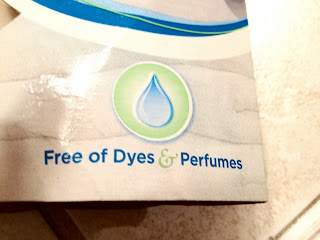 Free of Dyes & Perfumes